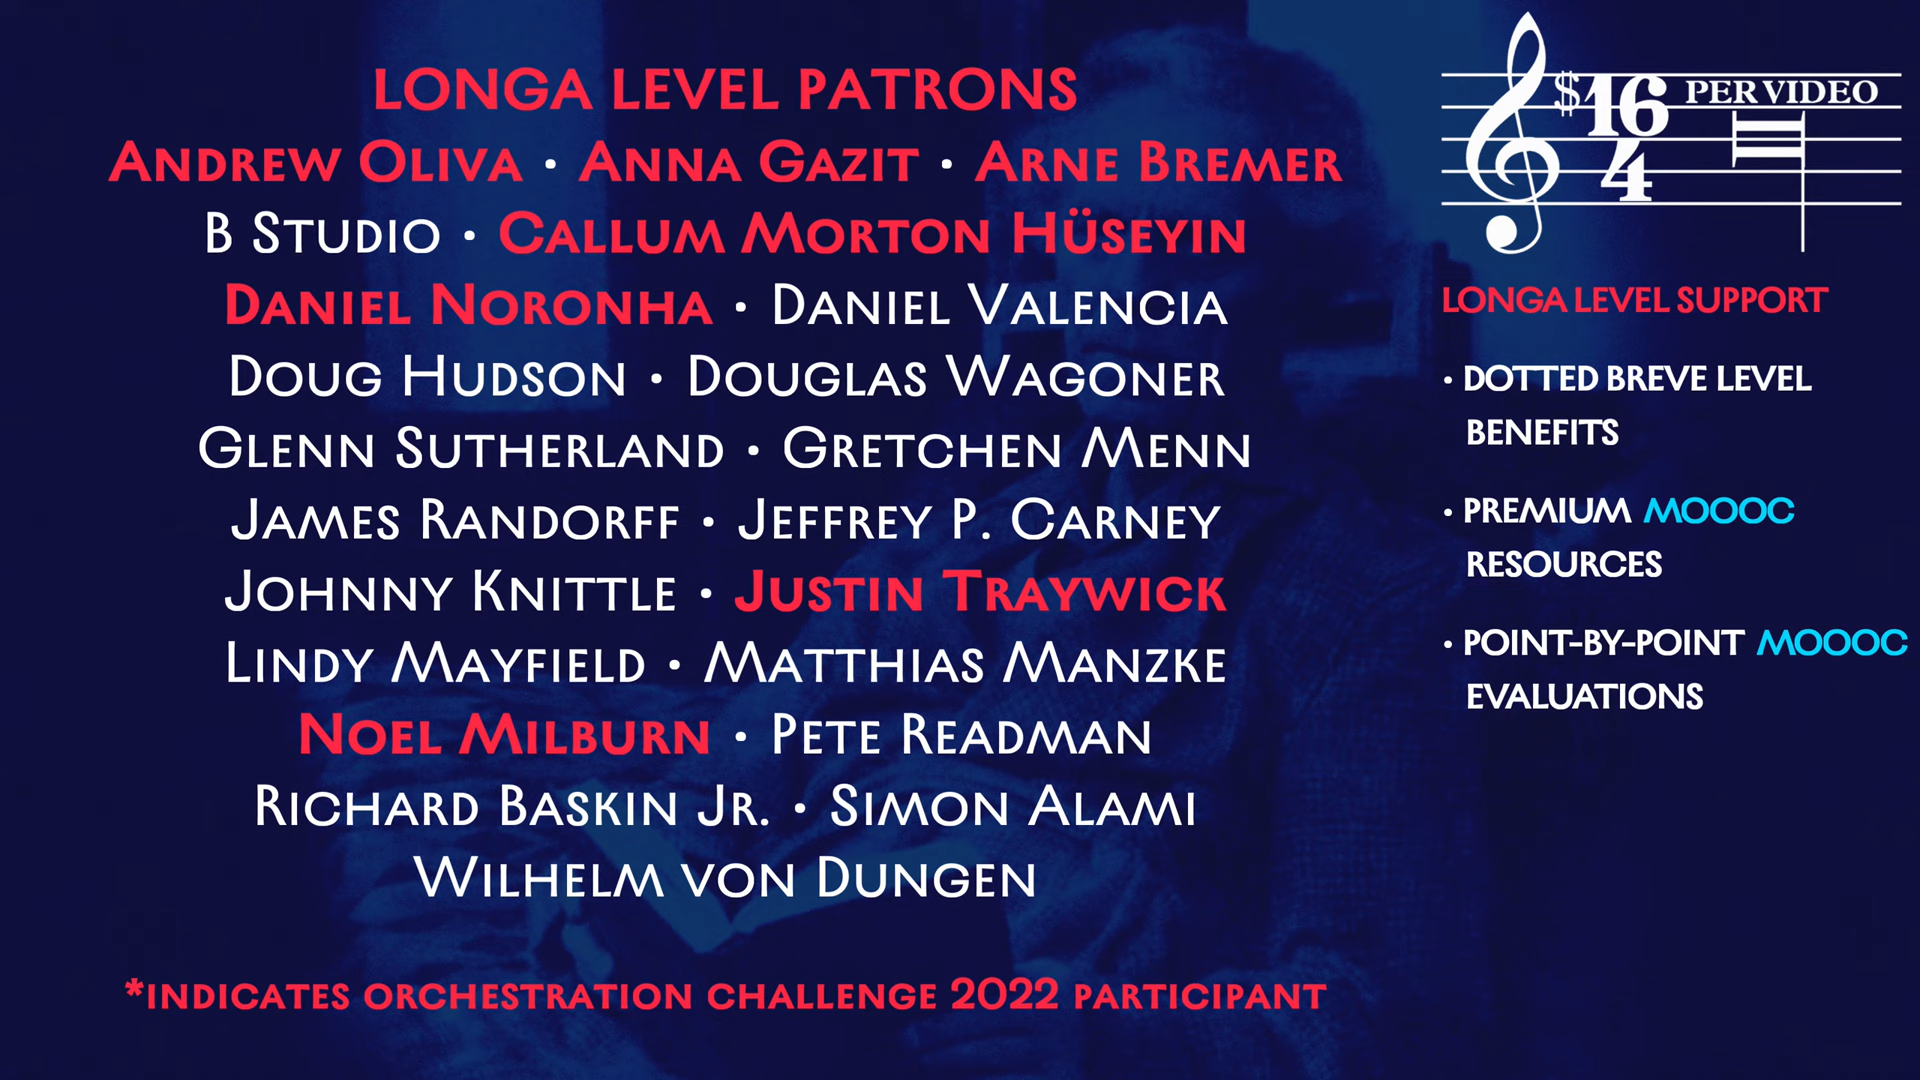 LONGA LEVEL PATRONS
ANDREW OLIVA • ANNA GAZIT • ARNE BREMER
B STUDIO • CALLUM MORTON HÜSEYIN
DANIEL NORONHA • DANIEL VALENCIA
DOUG HUDSON • DOUGLAS WAGONER
GLENN SUTHERLAND • GRETCHEN MENN
JAMES RANDORFF • JEFFREY P. CARNEY
JOHNNY KNITTLE • JUSTIN TRAYWICK
LINDY MAYFIELD • MATTHIAS MANZKE
NOEL MILBURN • PETE READMAN
RICHARD BASKIN JR. • SIMON ALAMI
WILHELM VON DUNGEN
*INDICATES ORCHESTRATION CHALLENGE 2022 PARTICIPANT
$16 PER VIDEO
4
LONGA LEVEL SUPPORT
• DOTTED BREVE LEVEL
BENEFITS
• PREMIUM MOOOC
RESOURCES
• POINT-BY-POINT MOOOC
EVALUATIONS